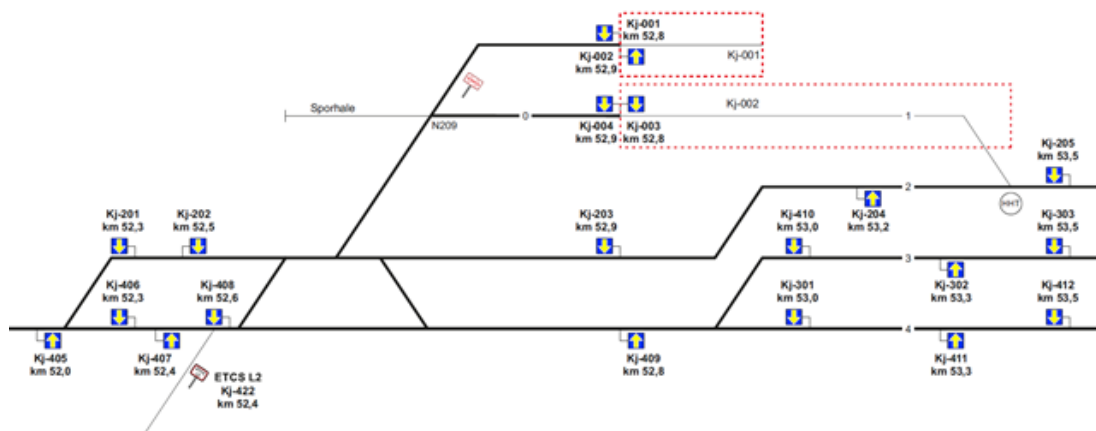 Kj-001
km 52,8
Kj-002
km 52,9
Kj-001
Sporhale
N209
0
Kj-004
km 52,9
Kj-003
km 52,8
Kj-002
1
Kj-205
km 53,5
Kj-201
km 52,3
Kj-202
km 52,5
Kj-203
km 52,9
Kj-410
km 53,0
2
Kj-204
km 53,2
HHT
Kj-303
km 53,5
Kj-406
km 52,3
Kj-408
km 52,6
Kj-301
km 53,0
3
Kj-302
km 53,3
Kj-412
km 53,5
4
Kj-405
km 52,0
Kj-407
km 52,4
ETCS L2
Kj-422
km 52,4
Kj-409
km 52,8
Kj-411
km 53,3